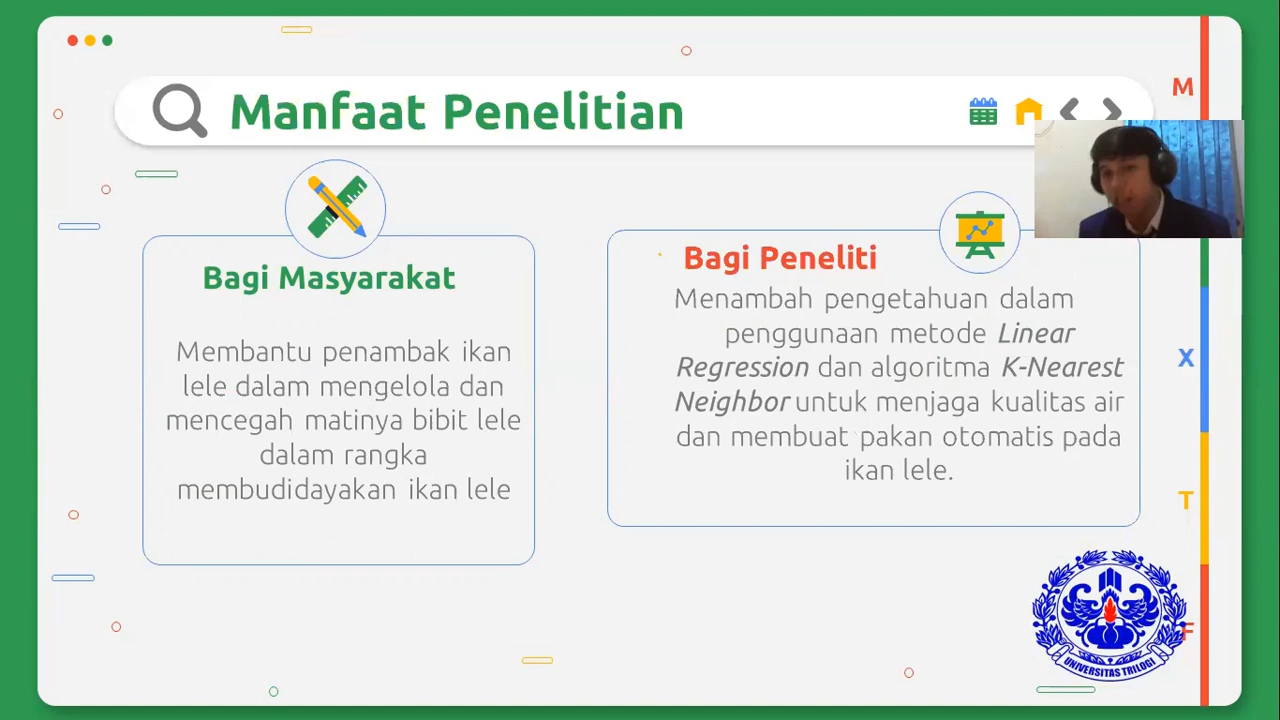 Manfaat Penelitian
M
Bagi Masyarakat
Membantu penambak ikan
lele dalam mengelola dan
mencegah matinya bibit lele
dalam rangka
membudidayakan ikan lele
Bagi Peneliti
Menambah pengetahuan dalam
penggunaan metode Linear
Regression dan algoritma K-Nearest
Neighbor untuk menjaga kualitas air
dan membuat pakan otomatis pada
ikan lele.
X
T
F
UNIVERSITAS TRILOGI